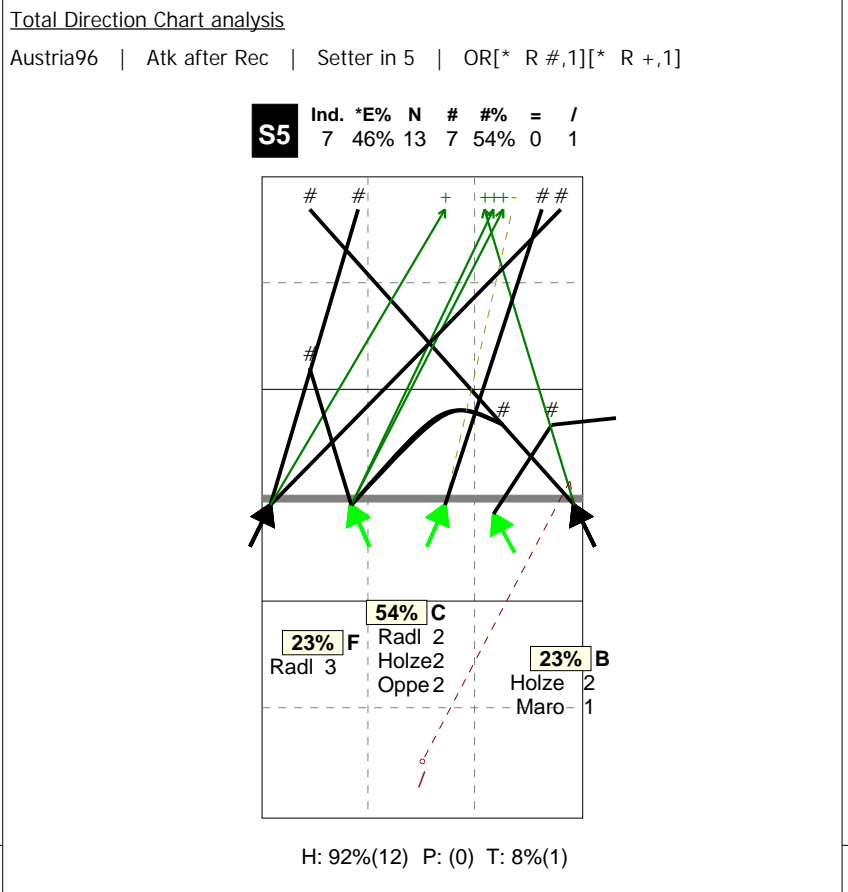 Total Direction Chart analysis
Austria96 | Atk after Rec | Setter in 5 | OR[* R #,1][* R +,1]
Ind. *E% N # #% = /
S5 7 46% 13 7 54% 0 1
# # + +++- # #
#
# #
54% C
23% F Radl 2
Radl 3 Holze 2 23% B
Oppe 2 Holze 2
Maro 1
/
H: 92%(12) P: (0) T: 8%(1)